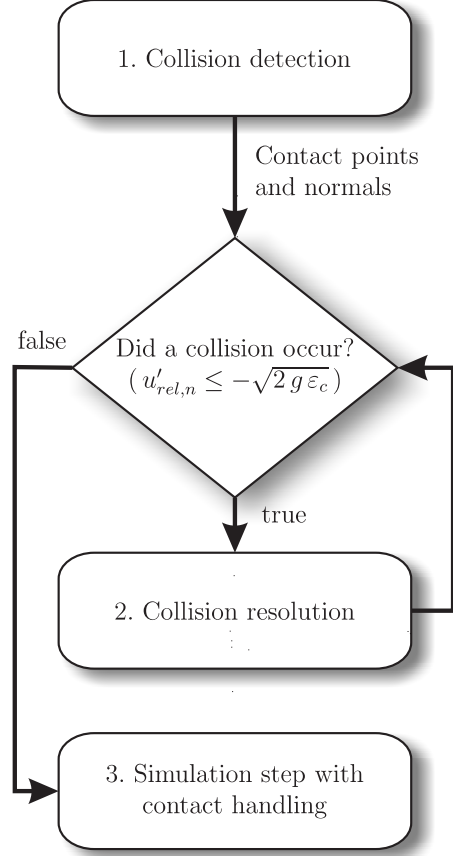 1. Collision detection
Contact points
and normals
false
Did a collision occur?
( u′rel,n ≤ −√2 g εc )
true
2. Collision resolution
3. Simulation step with
contact handling